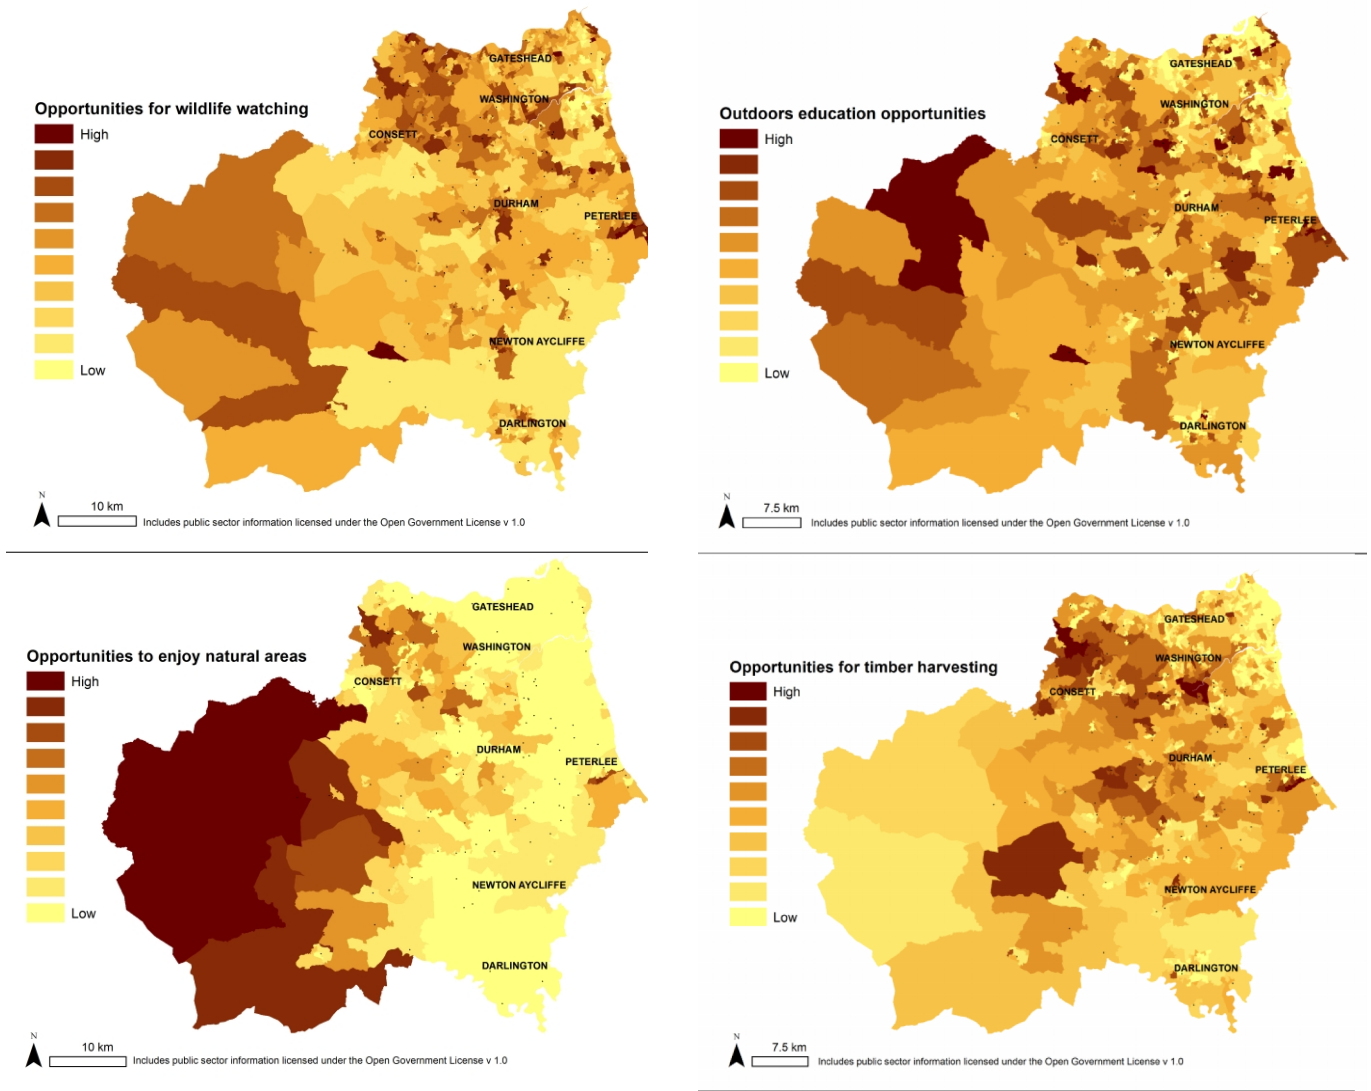 Opportunities for wildlife watching
High
Low
GATESHEAD
WASHINGTON
CONSETT
DURHAM
PETERLEE
NEWTON AYCLIFFE
DARLINGTON
N
10 km
Includes public sector information licensed under the Open Government License v 1.0
Outdoors education opportunities
High
Low
GATESHEAD
WASHINGTON
CONSETT
DURHAM
PETERLEE
NEWTON AYCLIFFE
DARLINGTON
N
7.5 km
Includes public sector information licensed under the Open Government License v 1.0
Opportunities to enjoy natural areas
High
Low
GATESHEAD
WASHINGTON
CONSETT
DURHAM
PETERLEE
NEWTON AYCLIFFE
DARLINGTON
N
10 km
Includes public sector information licensed under the Open Government License v 1.0
Opportunities for timber harvesting
High
Low
GATESHEAD
WASHINGTON
CONSETT
DURHAM
PETERLEE
NEWTON AYCLIFFE
DARLINGTON
N
7.5 km
Includes public sector information licensed under the Open Government License v 1.0